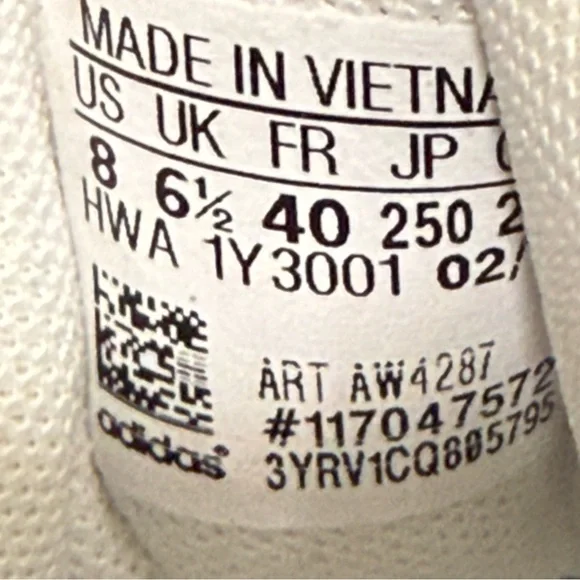 MADE IN VIETNA
US UK FR JP
8 6½ 40 250 2
HWA 1Y3001 02/
ART AW4287
#117047572
3YRV1CQ805795
adidas